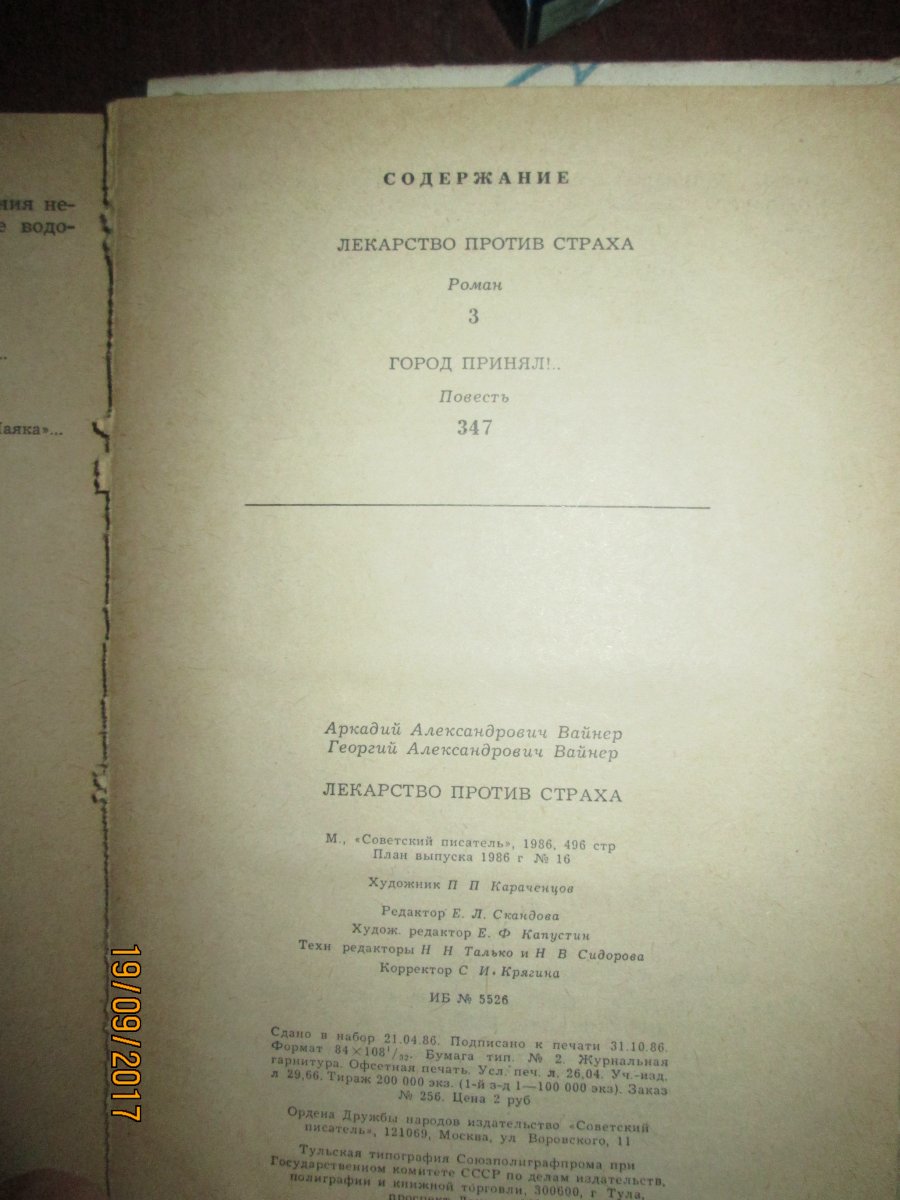 ния не-
е водо-
..
аяка»...
СОДЕРЖАНИЕ
ЛЕКАРСТВО ПРОТИВ СТРАХА
Роман
3
ГОРОД ПРИНЯЛ!..
Повесть
347
Аркадий Александрович Вайнер
Георгий Александрович Вайнер
ЛЕКАРСТВО ПРОТИВ СТРАХА
М., «Советский писатель», 1986, 496 стр
План выпуска 1986 г № 16
Художник П П Караченцов
Редактор Е. Л. Скандова
Худож. редактор Е. Ф Капустин
Техн редакторы Н Н Талько и Н В Сидорова
Корректор С И. Крягина
ИБ № 5526
Сдано в набор 21.04.86. Подписано к печати 31.10.86.
Формат 84×108¹/₃₂. Бумага тип. № 2. Журнальная
гарнитура. Офсетная печать. Усл. печ. л. 26,04. Уч.-изд.
л 29,66. Тираж 200 000 экз. (1-й з-д 1—100 000 экз). Заказ
№ 256. Цена 2 руб
Ордена Дружбы народов издательство «Советский
писатель», 121069, Москва, ул Воровского, 11
Тульская типография Союзполиграфпрома при
Государственном комитете СССР по делам издательств,
полиграфии и книжной торговли, 300600, г Тула,
проспект
19/09/2017